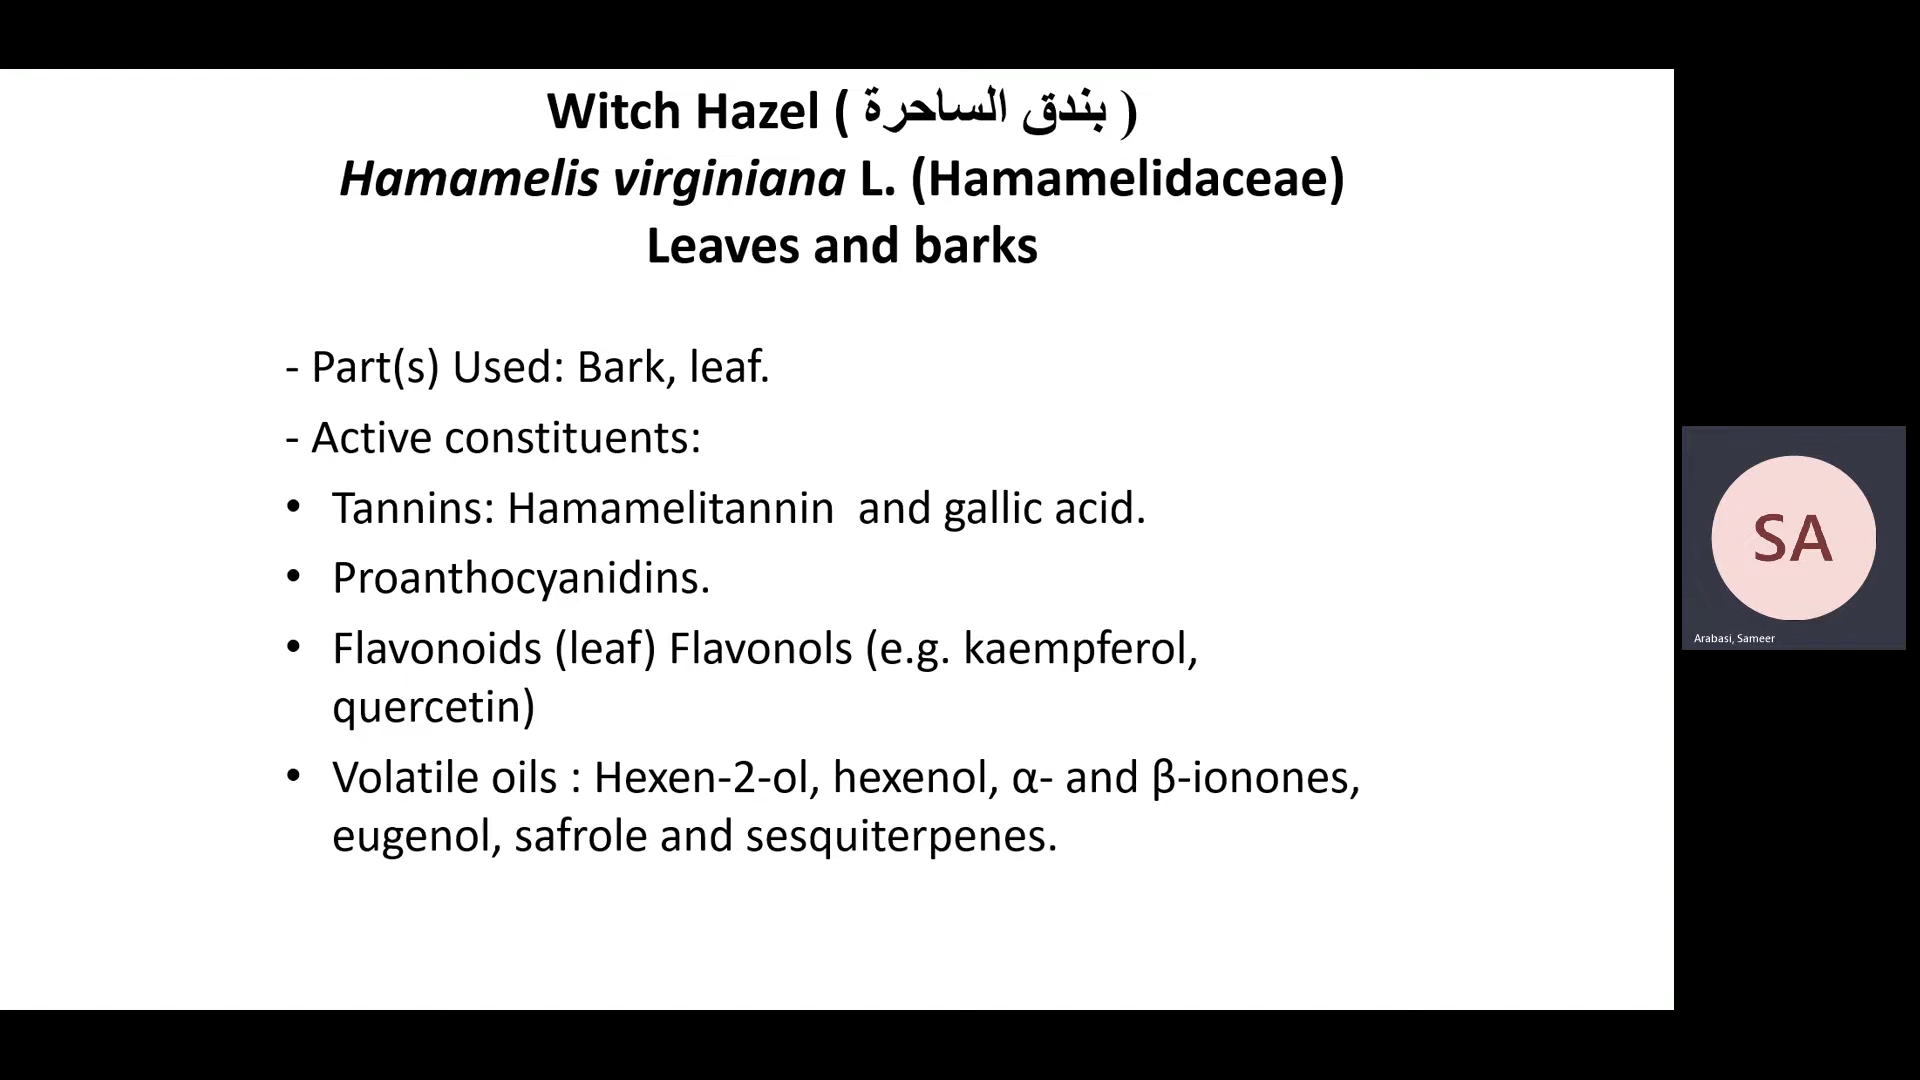 Witch Hazel ( بندق الساحرة )
Hamamelis virginiana L. (Hamamelidaceae)
Leaves and barks
- Part(s) Used: Bark, leaf.
- Active constituents:
• Tannins: Hamamelitannin  and gallic acid.
• Proanthocyanidins.
• Flavonoids (leaf) Flavonols (e.g. kaempferol,
quercetin)
• Volatile oils : Hexen-2-ol, hexenol, α- and β-ionones,
eugenol, safrole and sesquiterpenes.
SA
Arabasi, Sameer